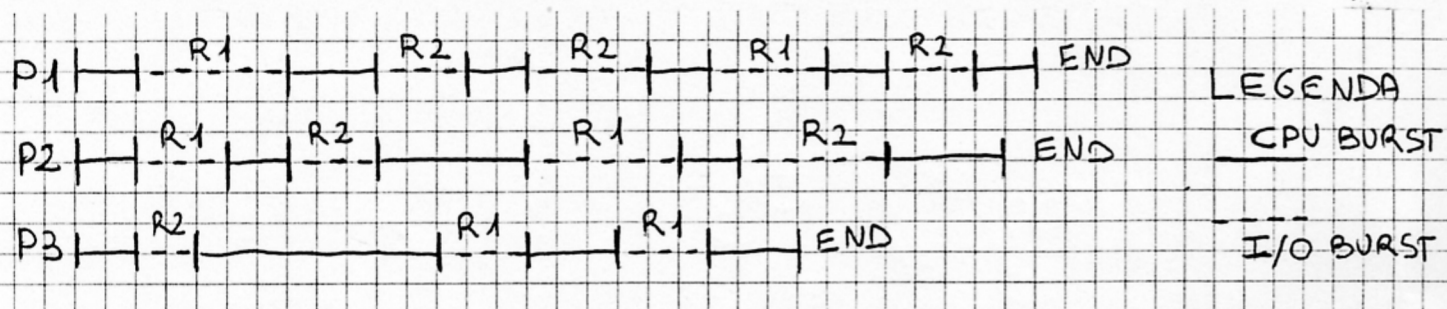 P1 R1 R2 R2 R1 R2 END
P2 R1 R2 R1 R2 END
P3 R2 R1 R1 END
LEGENDA
CPU BURST
I/O BURST